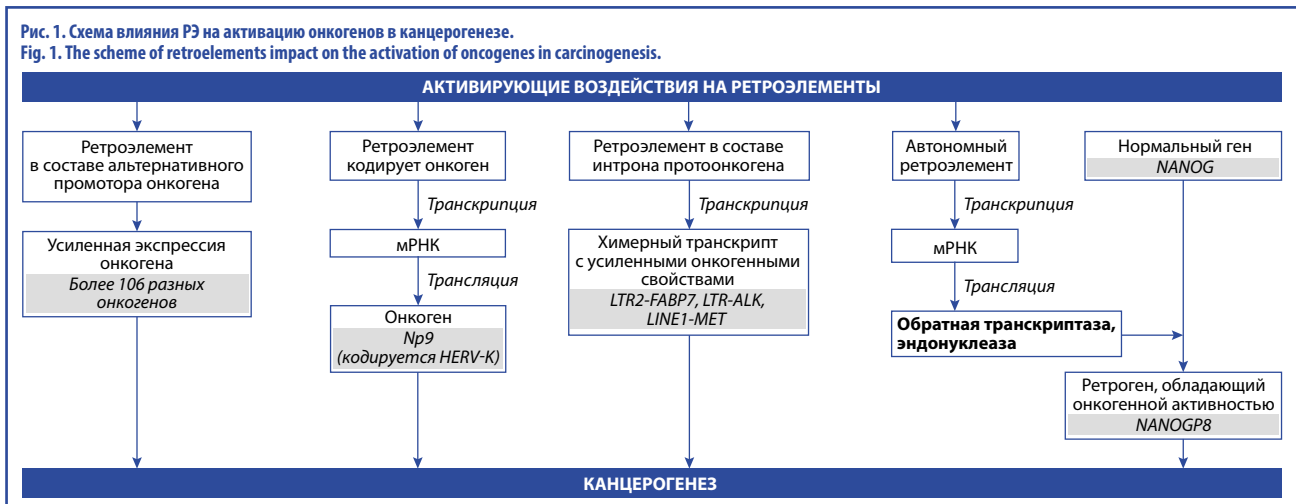 Рис. 1. Схема влияния РЭ на активацию онкогенов в канцерогенезе.
Fig. 1. The scheme of retroelements impact on the activation of oncogenes in carcinogenesis.
АКТИВИРУЮЩИЕ ВОЗДЕЙСТВИЯ НА РЕТРОЭЛЕМЕНТЫ
Ретроэлемент
в составе альтернативного
промотора онкогена
Усиленная экспрессия
онкогена
Более 106 разных
онкогенов
Ретроэлемент
кодирует онкоген
Транскрипция
мРНК
Трансляция
Онкоген
Np9
(кодируется HERV-K)
Ретроэлемент в составе
интрона протоонкогена
Транскрипция
Химерный транскрипт
с усиленными онкогенными
свойствами
LTR2-FABP7, LTR-ALK,
LINE1-MET
Автономный
ретроэлемент
Транскрипция
мРНК
Трансляция
Обратная транскриптаза,
эндонуклеаза
Нормальный ген
NANOG
Ретроген, обладающий
онкогенной активностью
NANOGP8
КАНЦЕРОГЕНЕЗ